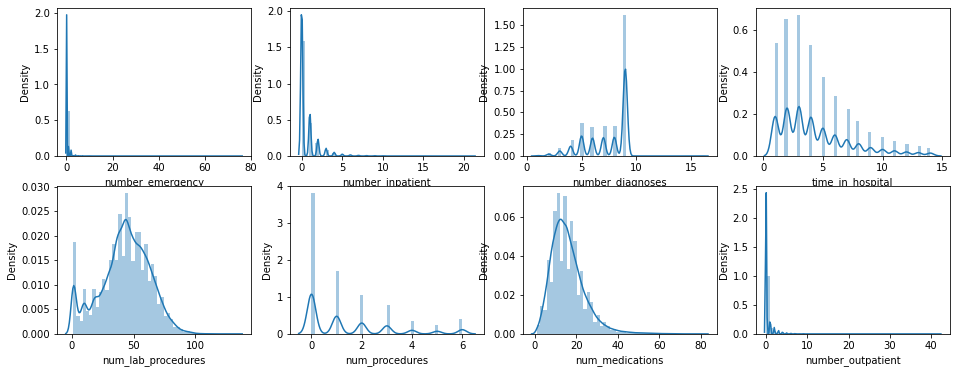 2.0
1.5
1.0
0.5
0.0
Density
0 20 40 60 80
number_emergency
2.0
1.5
1.0
0.5
0.0
Density
0 5 10 15 20
number_inpatient
1.50
1.25
1.00
0.75
0.50
0.25
0.00
Density
0 5 10 15
number_diagnoses
0.6
0.4
0.2
0.0
Density
0 5 10 15
time_in_hospital
0.030
0.025
0.020
0.015
0.010
0.005
0.000
Density
0 50 100
num_lab_procedures
4
3
2
1
0
Density
0 2 4 6
num_procedures
0.06
0.04
0.02
0.00
Density
0 20 40 60 80
num_medications
2.5
2.0
1.5
1.0
0.5
0.0
Density
0 10 20 30 40
number_outpatient